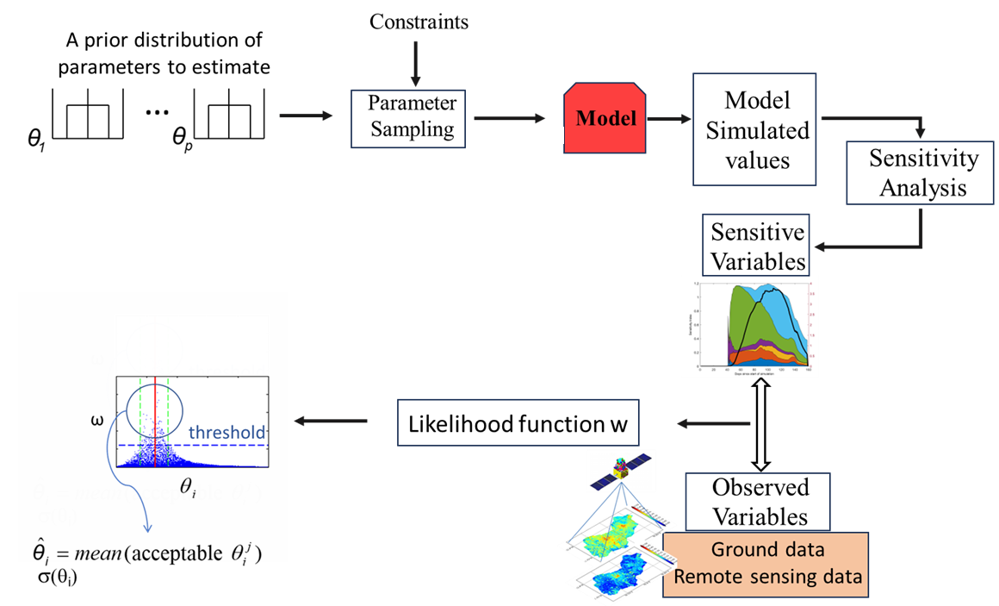 Constraints
A prior distribution of
parameters to estimate
θ1
...
θp
Parameter
Sampling
Model
Model
Simulated
values
Sensitivity
Analysis
Sensitive
Variables
Likelihood function w
ω
threshold
θi
θ̂i = mean(acceptable θi^j)
σ(θi)
Observed
Variables
Ground data
Remote sensing data